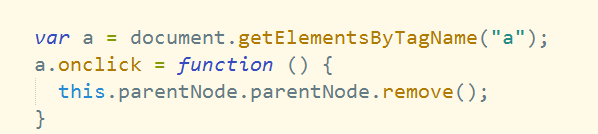 var a = document.getElementsByTagName("a");
a.onclick = function () {
this.parentNode.parentNode.remove();
}